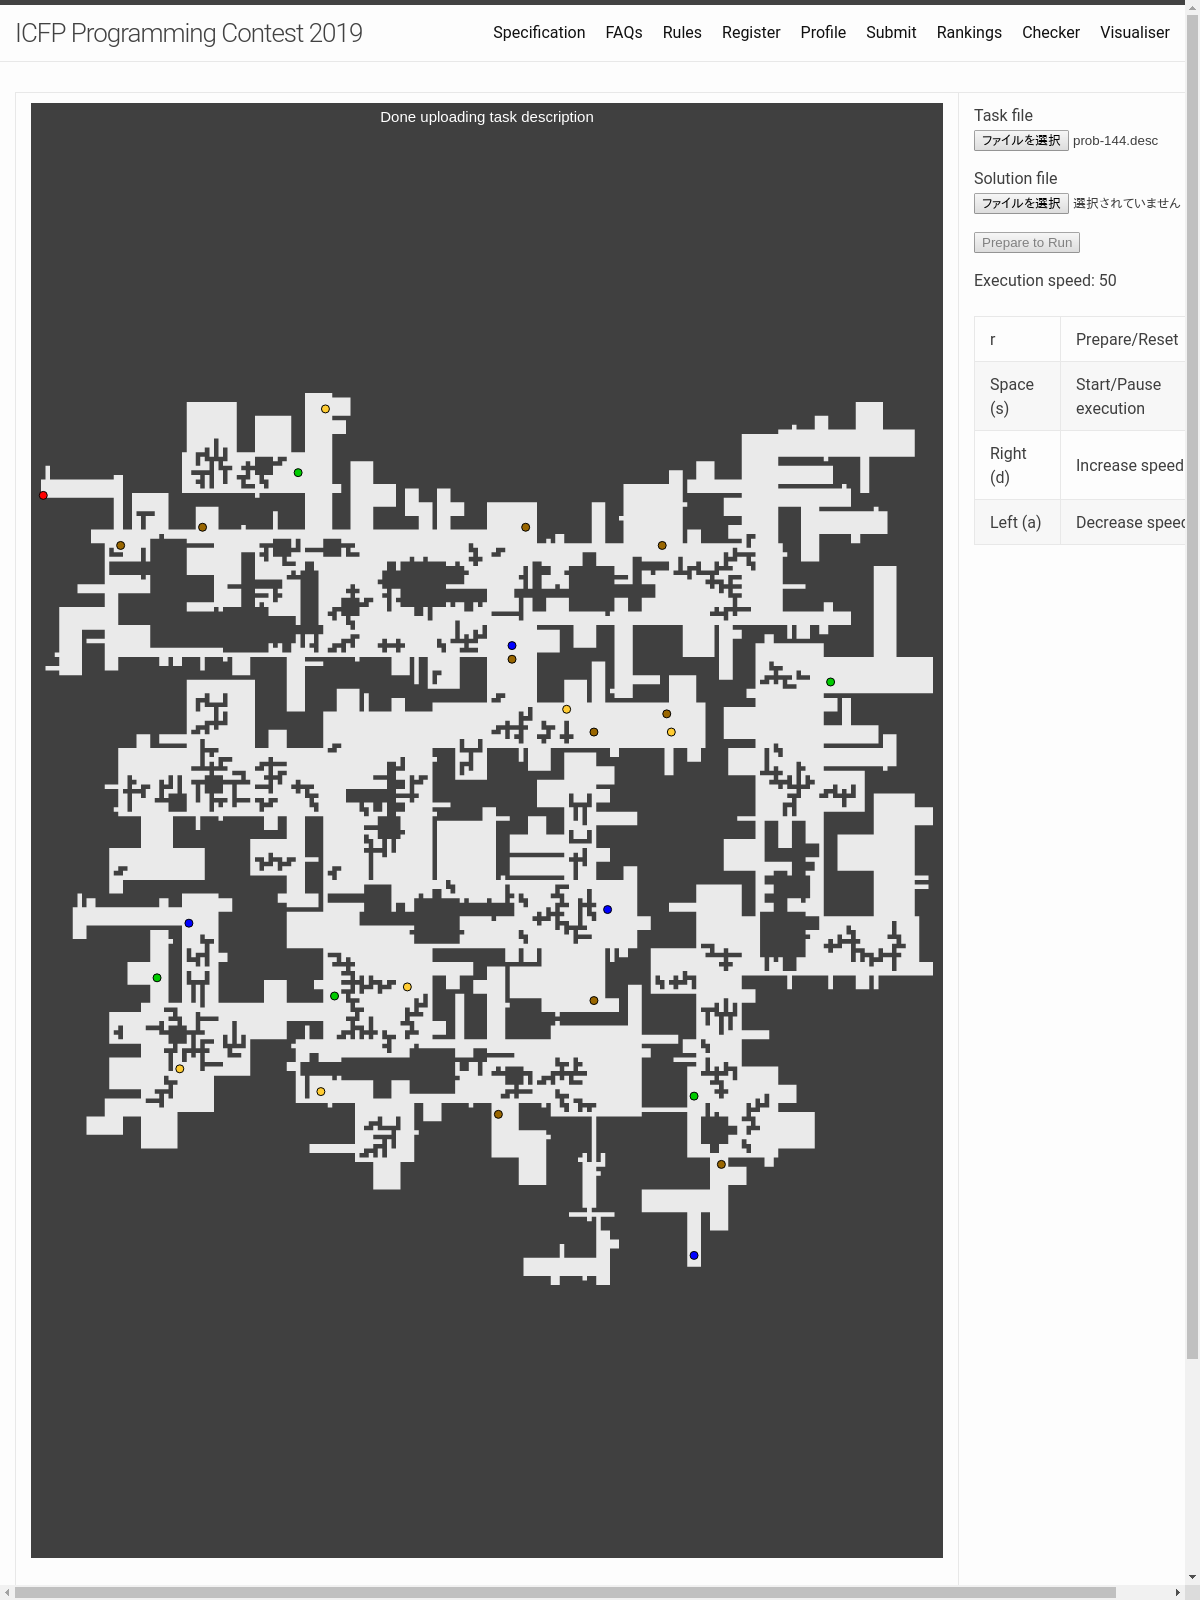 ICFP Programming Contest 2019
Specification FAQs Rules Register Profile Submit Rankings Checker Visualiser
Done uploading task description
Task file
ファイルを選択 prob-144.desc
Solution file
ファイルを選択 選択されていません
Prepare to Run
Execution speed: 50
r Prepare/Reset
Space (s) Start/Pause execution
Right (d) Increase speed
Left (a) Decrease speed